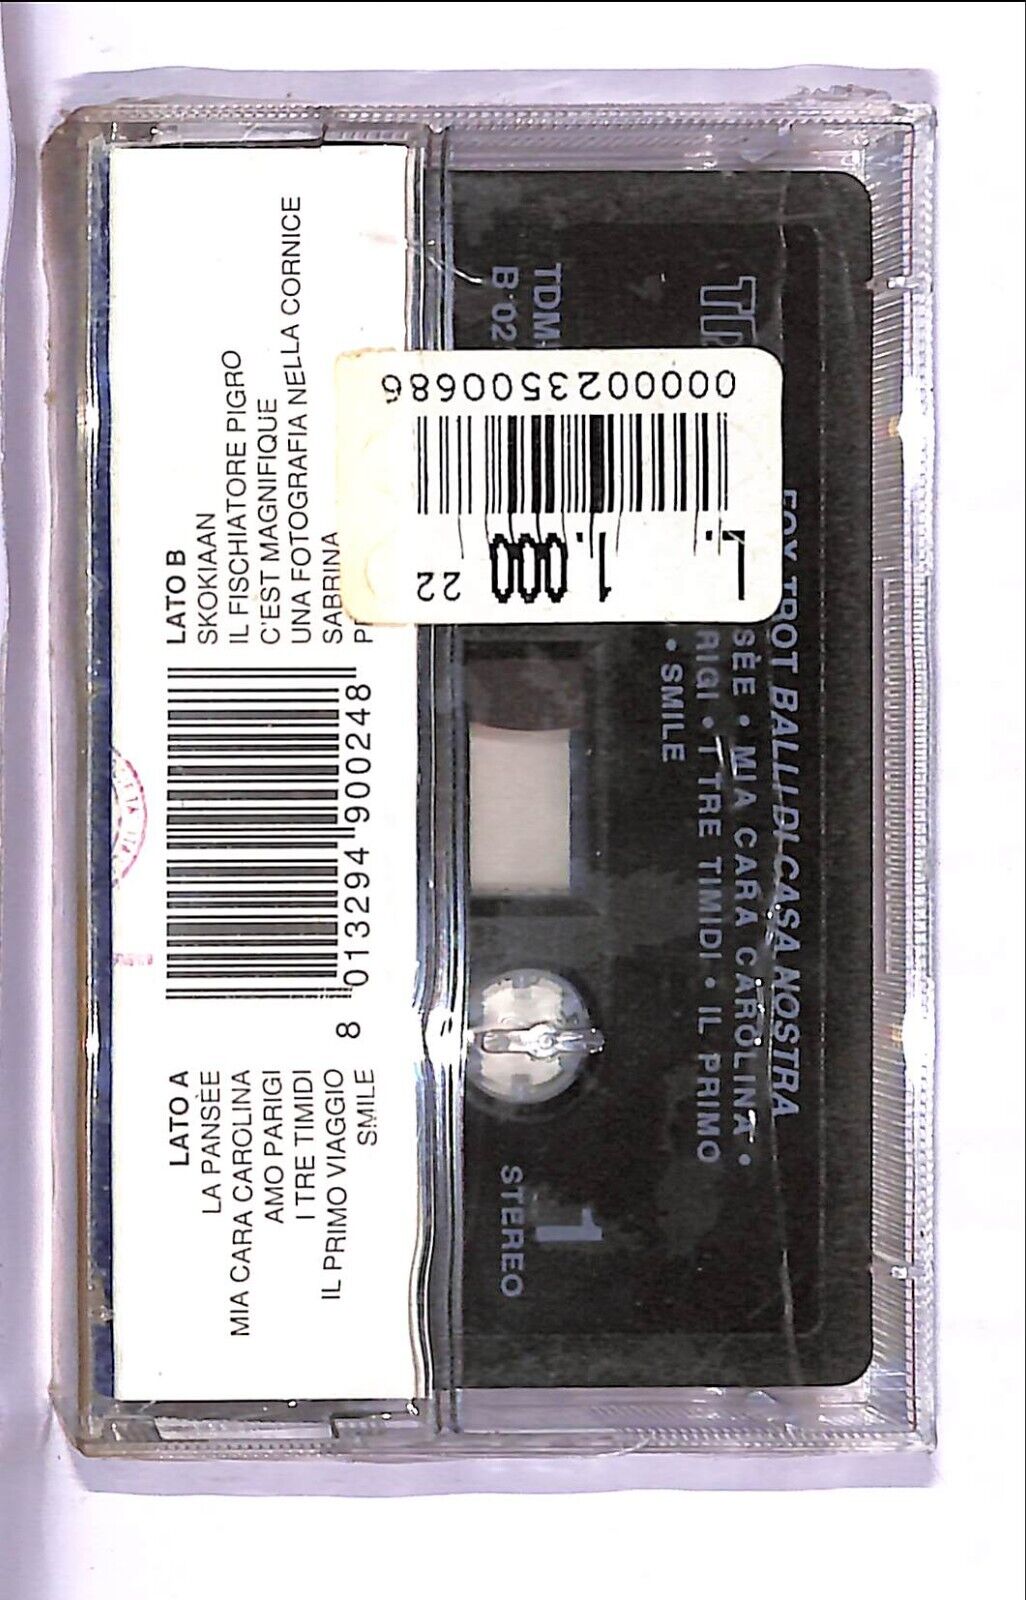 LATO A
LA PANSÈE
MIA CARA CAROLINA
AMO PARIGI
I TRE TIMIDI
IL PRIMO VIAGGIO
SMILE
8 013294 900248
LATO B
SKOKIAAN
IL FISCHIATORE PIGRO
C'EST MAGNIFIQUE
UNA FOTOGRAFIA NELLA CORNICE
SABRINA
0000023500686
L. 1.000
22
TDM
B 02
FOX TROT BALLI DI CASA NOSTRA
SÈE • MIA CARA CAROLINA •
RIGI • I TRE TIMIDI • IL PRIMO
• SMILE
STEREO
1